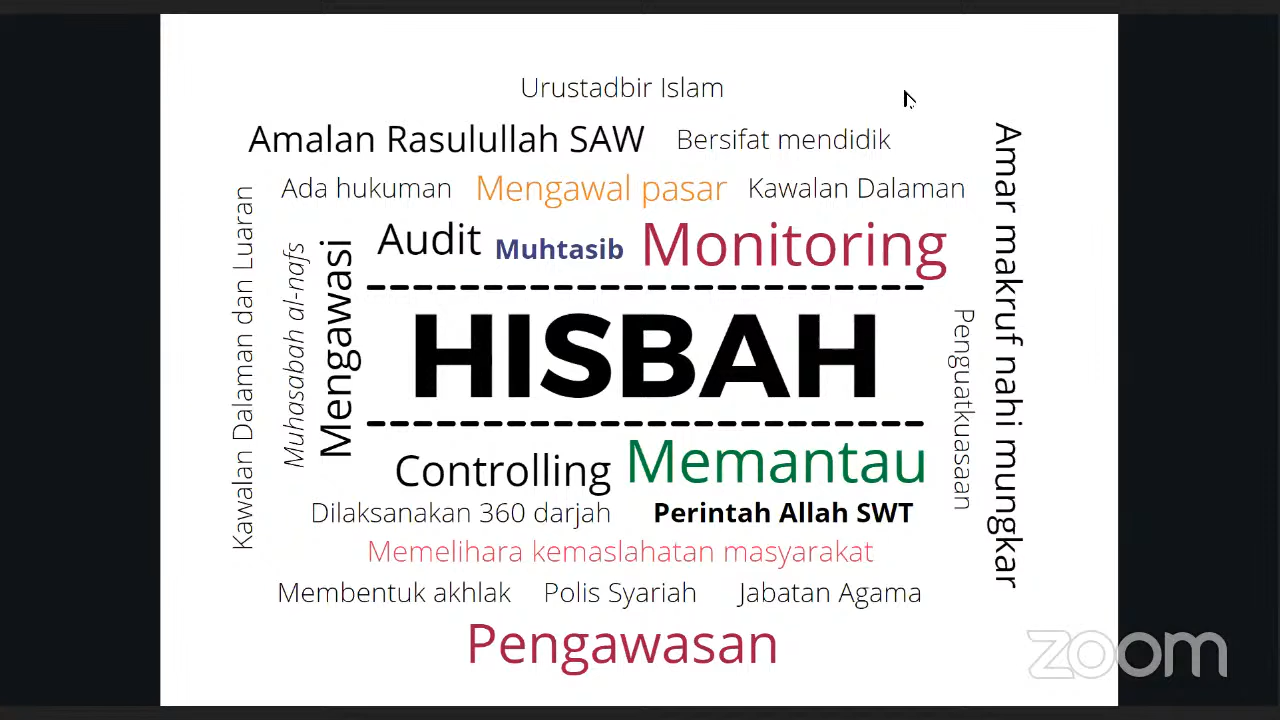 Urustadbir Islam
Amalan Rasulullah SAW
Bersifat mendidik
Ada hukuman
Mengawal pasar
Kawalan Dalaman
Kawalan Dalaman dan Luaran
Muhasabah al-nafs
Mengawasi
Audit
Muhtasib
Monitoring
HISBAH
Penguatkuasaan
Amar makruf nahi mungkar
Controlling
Memantau
Dilaksanakan 360 darjah
Perintah Allah SWT
Memelihara kemaslahatan masyarakat
Membentuk akhlak
Polis Syariah
Jabatan Agama
Pengawasan
zoom